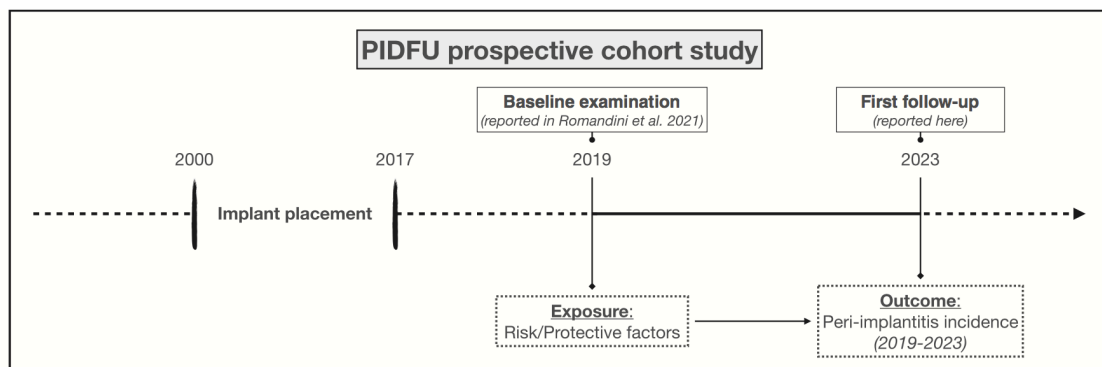 PIDFU prospective cohort study
Baseline examination
(reported in Romandini et al. 2021)
First follow-up
(reported here)
2000
2017
2019
2023
Implant placement
Exposure:
Risk/Protective factors
Outcome:
Peri-implantitis incidence
(2019-2023)